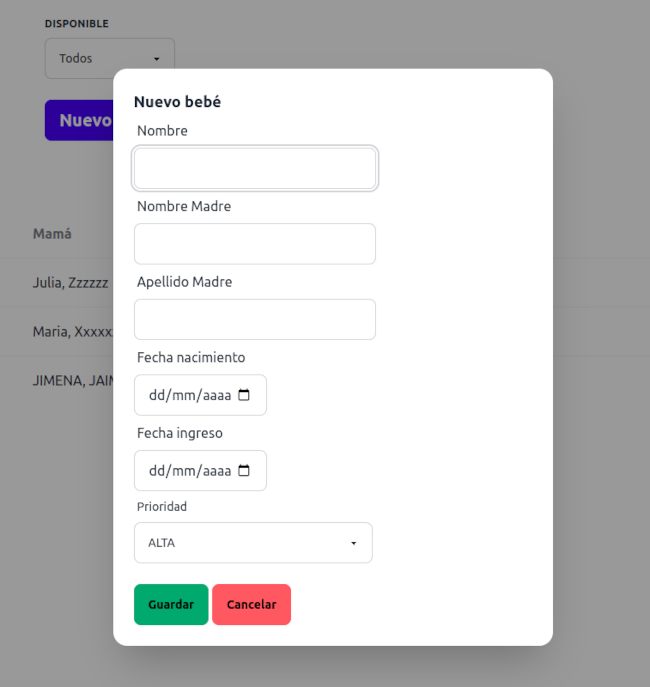 DISPONIBLE
Todos
Nuevo
Nuevo bebé
Nombre
Nombre Madre
Mamá
Apellido Madre
Julia, Zzzzzz
Maria, Xxxxx
Fecha nacimiento
JIMENA,
dd/mm/aaaa
Fecha ingreso
dd/mm/aaaa
Prioridad
ALTA
Guardar Cancelar